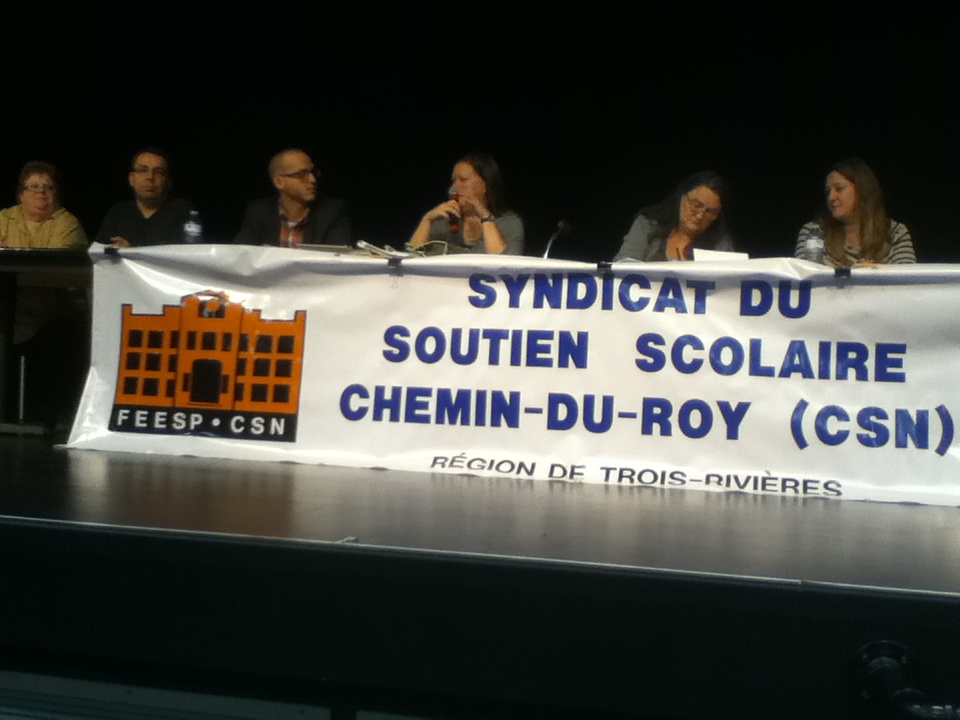 SYNDICAT DU
SOUTIEN SCOLAIRE
CHEMIN-DU-ROY (CSN)
FEESP • CSN
RÉGION DE TROIS-RIVIÈRES